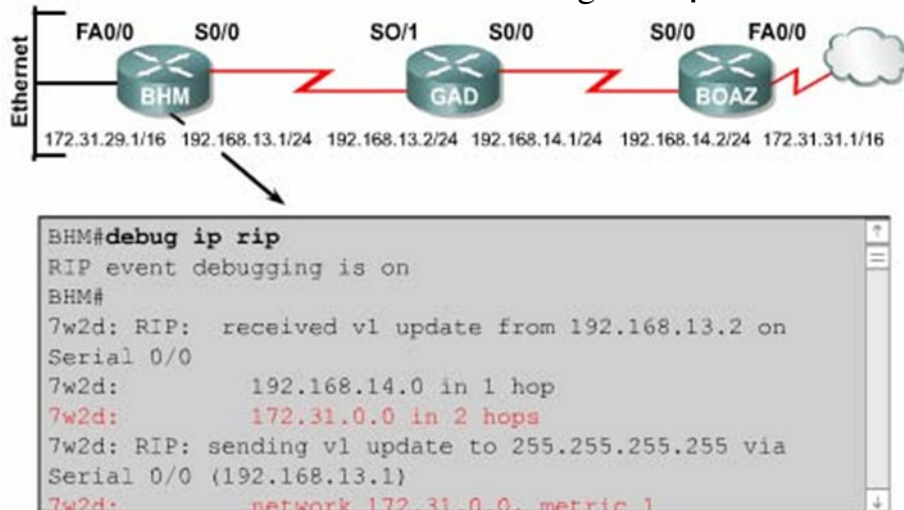 FA0/0 S0/0 SO/1 S0/0 S0/0 FA0/0
Ethernet
BHM GAD BOAZ
172.31.29.1/16 192.168.13.1/24 192.168.13.2/24 192.168.14.1/24 192.168.14.2/24 172.31.31.1/16
BHM#debug ip rip
RIP event debugging is on
BHM#
7w2d: RIP: received v1 update from 192.168.13.2 on
Serial 0/0
7w2d: 192.168.14.0 in 1 hop
7w2d: 172.31.0.0 in 2 hops
7w2d: RIP: sending v1 update to 255.255.255.255 via
Serial 0/0 (192.168.13.1)
7w2d: network 172.31.0.0, metric 1